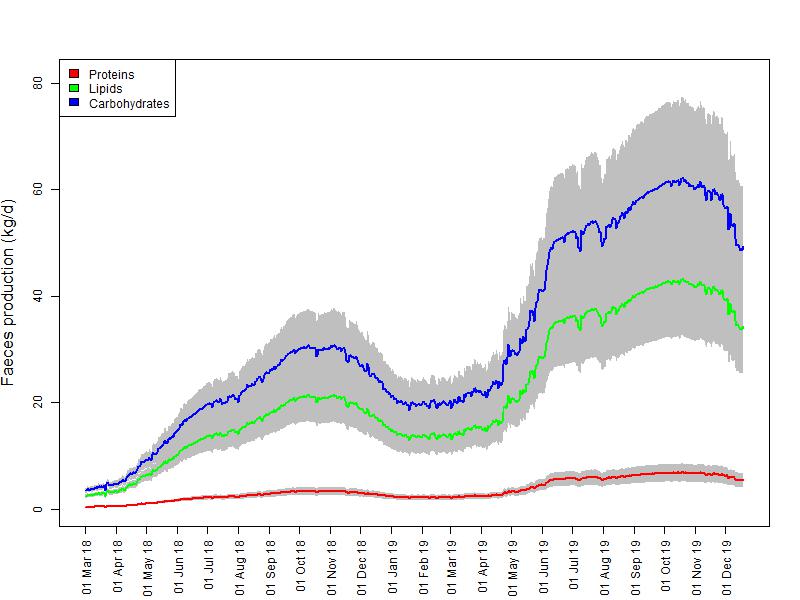 Proteins
Lipids
Carbohydrates
Faeces production (kg/d)
80
60
40
20
0
01 Mar 18
01 Apr 18
01 May 18
01 Jun 18
01 Jul 18
01 Aug 18
01 Sep 18
01 Oct 18
01 Nov 18
01 Dec 18
01 Jan 19
01 Feb 19
01 Mar 19
01 Apr 19
01 May 19
01 Jun 19
01 Jul 19
01 Aug 19
01 Sep 19
01 Oct 19
01 Nov 19
01 Dec 19